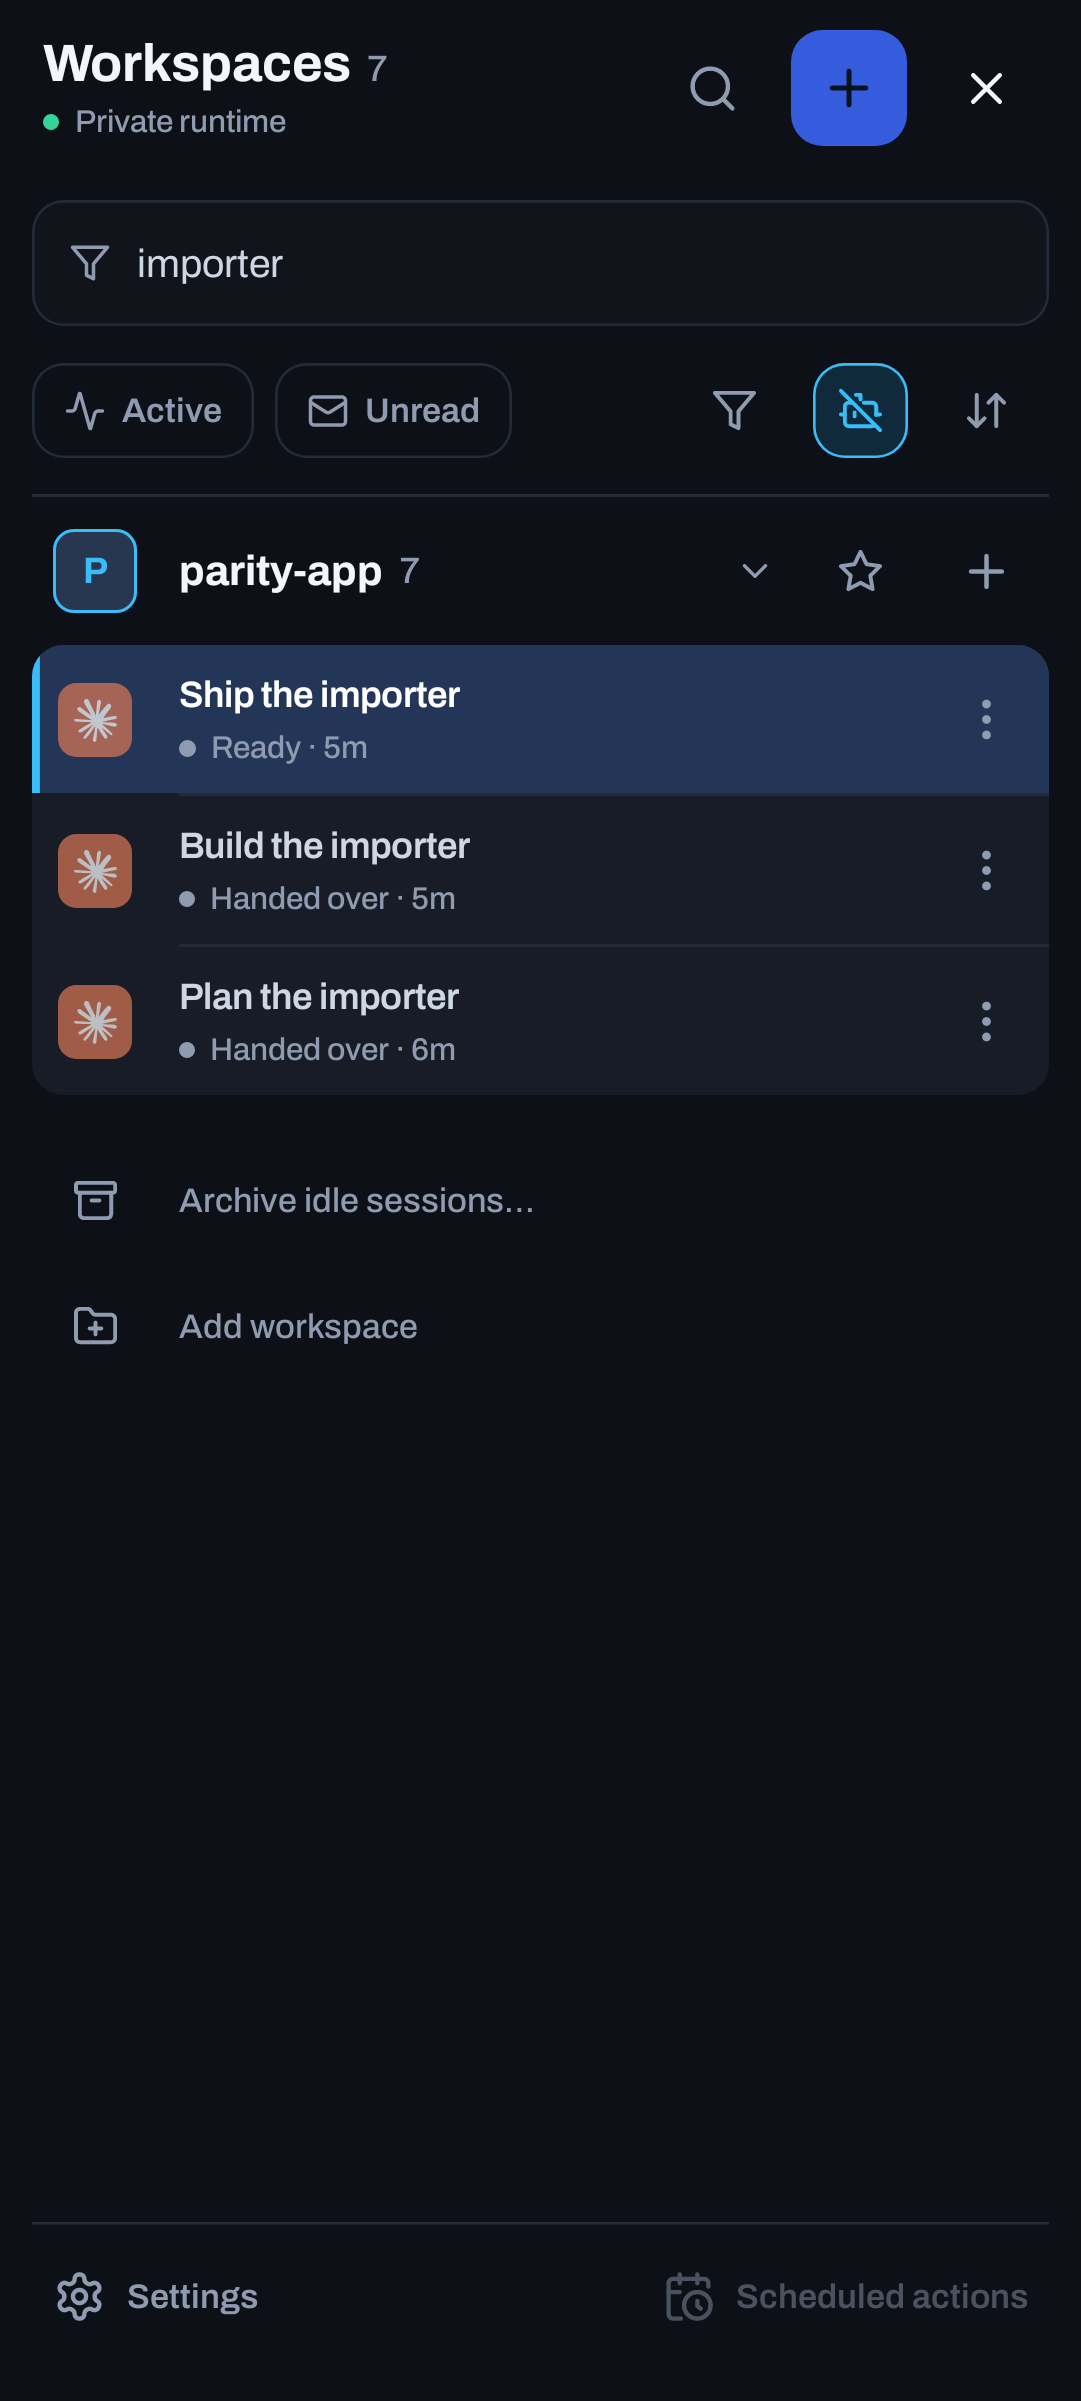 Workspaces 7
Private runtime
importer
Active
Unread
P
parity-app 7
Ship the importer
Ready · 5m
Build the importer
Handed over · 5m
Plan the importer
Handed over · 6m
Archive idle sessions...
Add workspace
Settings
Scheduled actions